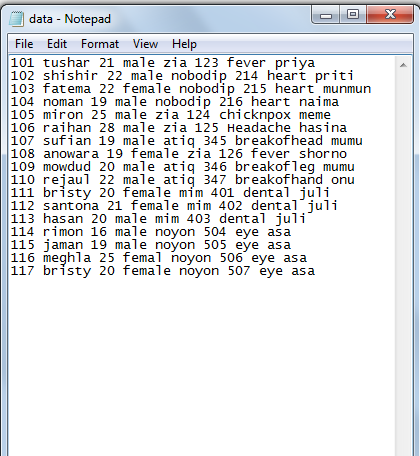 data - Notepad
File Edit Format View Help
101 tushar 21 male zia 123 fever priya
102 shishir 22 male nobodip 214 heart priti
103 fatema 22 female nobodip 215 heart munmun
104 noman 19 male nobodip 216 heart naima
105 miron 25 male zia 124 chicknpox meme
106 raihan 28 male zia 125 Headache hasina
107 sufian 19 male atiq 345 breakofhead mumu
108 anowara 19 female zia 126 fever shorno
109 mowdud 20 male atiq 346 breakofleg mumu
110 rejaul 22 male atiq 347 breakofhand onu
111 bristy 20 female mim 401 dental juli
112 santona 21 female mim 402 dental juli
113 hasan 20 male mim 403 dental juli
114 rimon 16 male noyon 504 eye asa
115 jaman 19 male noyon 505 eye asa
116 meghla 25 femal noyon 506 eye asa
117 bristy 20 female noyon 507 eye asa